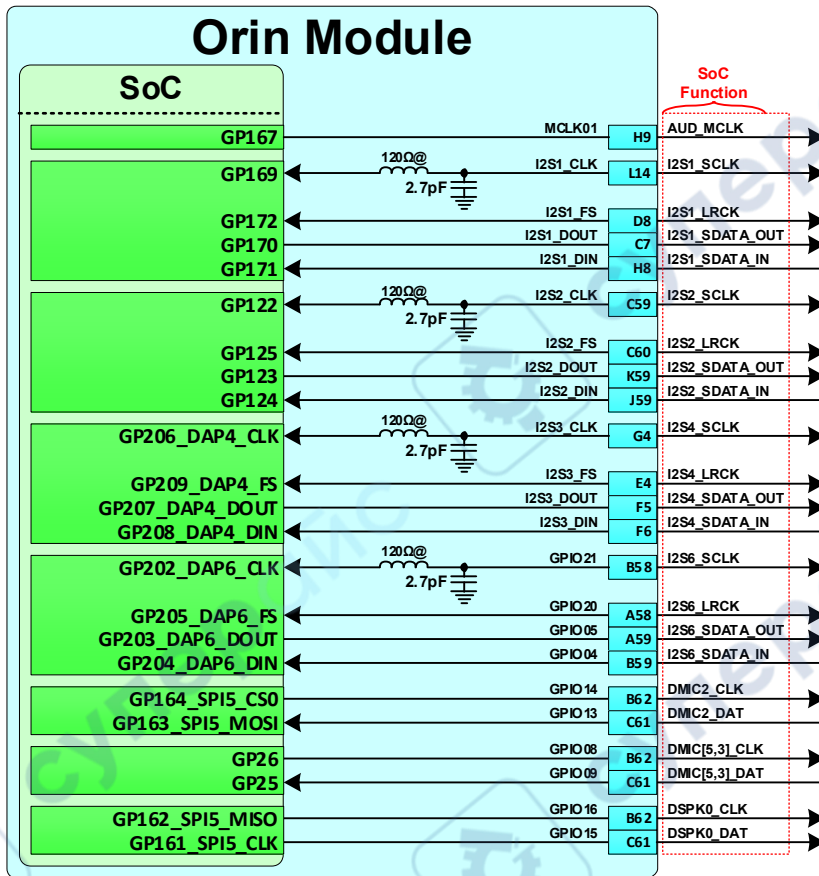 Orin Module
SoC
SoC
Function
GP167 MCLK01 H9 AUD_MCLK
GP169 120Ω@ 2.7pF I2S1_CLK L14 I2S1_SCLK
GP172 I2S1_FS D8 I2S1_LRCK
GP170 I2S1_DOUT C7 I2S1_SDATA_OUT
GP171 I2S1_DIN H8 I2S1_SDATA_IN
GP122 120Ω@ 2.7pF I2S2_CLK C59 I2S2_SCLK
GP125 I2S2_FS C60 I2S2_LRCK
GP123 I2S2_DOUT K59 I2S2_SDATA_OUT
GP124 I2S2_DIN J59 I2S2_SDATA_IN
GP206_DAP4_CLK 120Ω@ 2.7pF I2S3_CLK G4 I2S4_SCLK
GP209_DAP4_FS I2S3_FS E4 I2S4_LRCK
GP207_DAP4_DOUT I2S3_DOUT F5 I2S4_SDATA_OUT
GP208_DAP4_DIN I2S3_DIN F6 I2S4_SDATA_IN
GP202_DAP6_CLK 120Ω@ 2.7pF GPIO21 B58 I2S6_SCLK
GP205_DAP6_FS GPIO20 A58 I2S6_LRCK
GP203_DAP6_DOUT GPIO05 A59 I2S6_SDATA_OUT
GP204_DAP6_DIN GPIO04 B59 I2S6_SDATA_IN
GP164_SPI5_CS0 GPIO14 B62 DMIC2_CLK
GP163_SPI5_MOSI GPIO13 C61 DMIC2_DAT
GP26 GPIO08 B62 DMIC[5,3]_CLK
GP25 GPIO09 C61 DMIC[5,3]_DAT
GP162_SPI5_MISO GPIO16 B62 DSPK0_CLK
GP161_SPI5_CLK GPIO15 C61 DSPK0_DAT